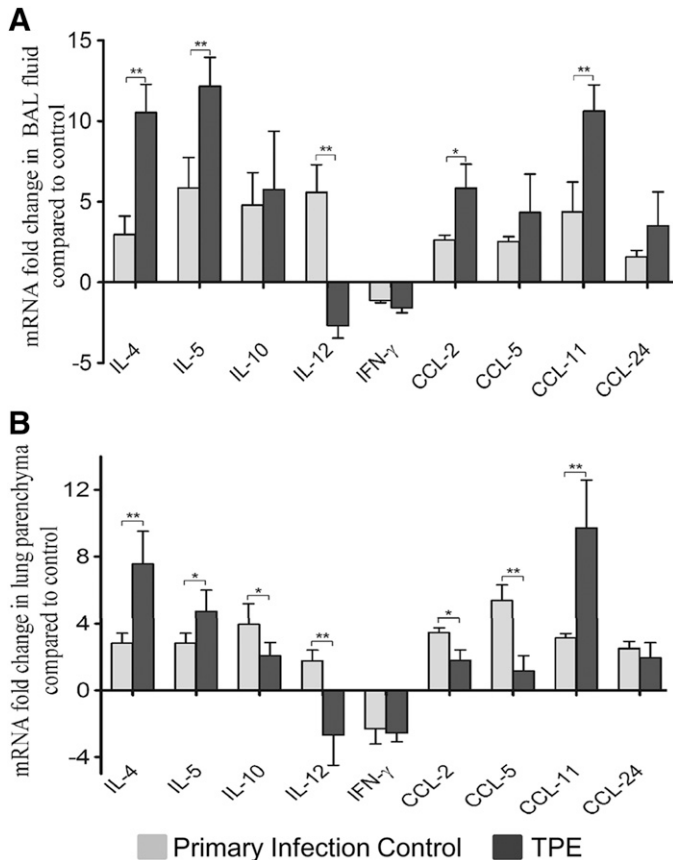 A
mRNA fold change in BAL fluid
compared to control
15
10
5
0
-5
**
**
**
*
**
IL-4
IL-5
IL-10
IL-12
IFN-γ
CCL-2
CCL-5
CCL-11
CCL-24
B
mRNA fold change in lung parenchyma
compared to control
12
8
4
0
-4
**
*
*
**
*
**
**
IL-4
IL-5
IL-10
IL-12
IFN-γ
CCL-2
CCL-5
CCL-11
CCL-24
Primary Infection Control TPE